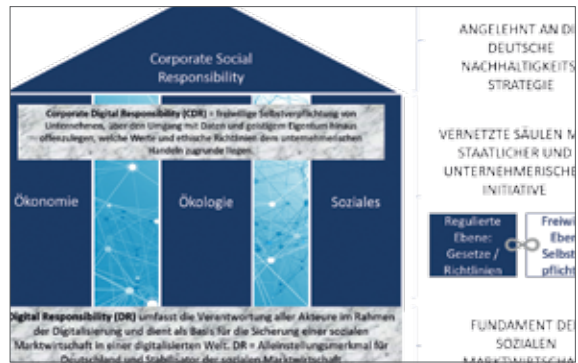 Corporate Social
Responsibility
Corporate Digital Responsibility (CDR) = freiwillige Selbstverpflichtung von
Unternehmen, über den Umgang mit Daten und geistigen Eigentum hinaus
offenzulegen, welche Werte und ethische Richtlinien dem unternehmerischen
Handeln zugrunde liegen.
Ökonomie
Ökologie
Soziales
Digital Responsibility (DR) umfasst die Verantwortung aller Akteure im Rahmen
der Digitalisierung und dient als Basis für die Sicherung einer sozialen
Marktwirtschaft in einer digitalisierten Welt. DR = Alleinstellungsmerkmal für
Deutschland und Stabilisator der sozialen Marktwirtschaft
ANGELEHNT AN DI
DEUTSCHE
NACHHALTIGKEITS
STRATEGIE
VERNETZTE SÄULEN M
STAATLICHER UND
UNTERNEHMERISCHE
INITIATIVE
Regulierte
Ebene:
Gesetze /
Richtlinien
Freiwi
Eben
Selbst
pflicht
FUNDAMENT DE
SOZIALEN
MARKTWIRTSCHA